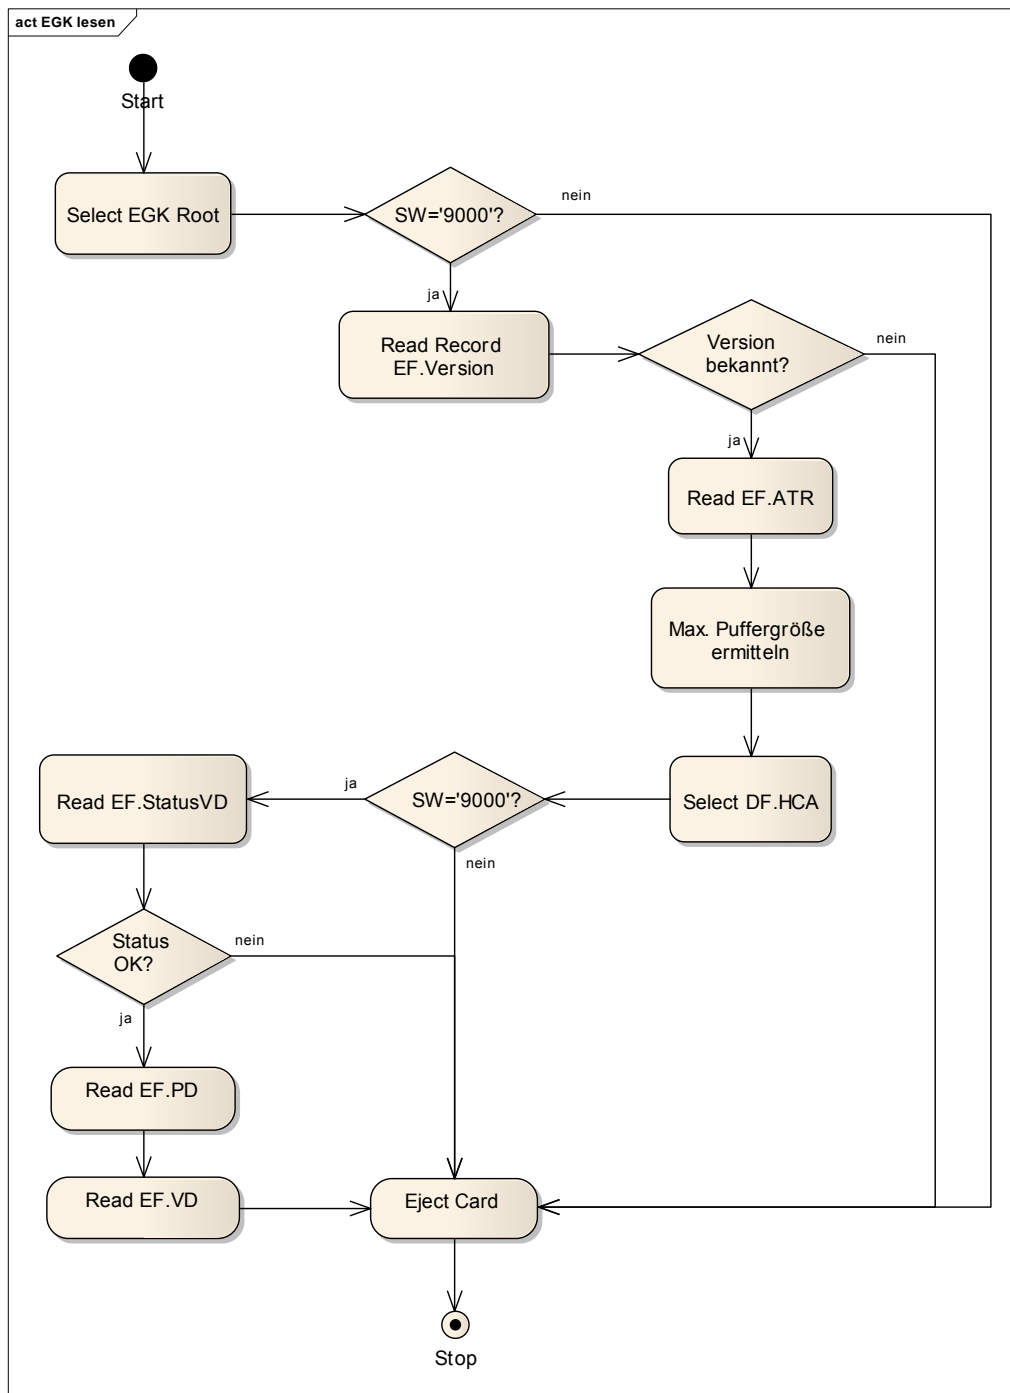 act EGK lesen
Start
Select EGK Root
SW='9000'?
nein
ja
Read Record
EF.Version
Version
bekannt?
nein
ja
Read EF.ATR
Max. Puffergröße
ermitteln
Select DF.HCA
SW='9000'?
ja
nein
Read EF.StatusVD
Status
OK?
nein
ja
Read EF.PD
Read EF.VD
Eject Card
Stop